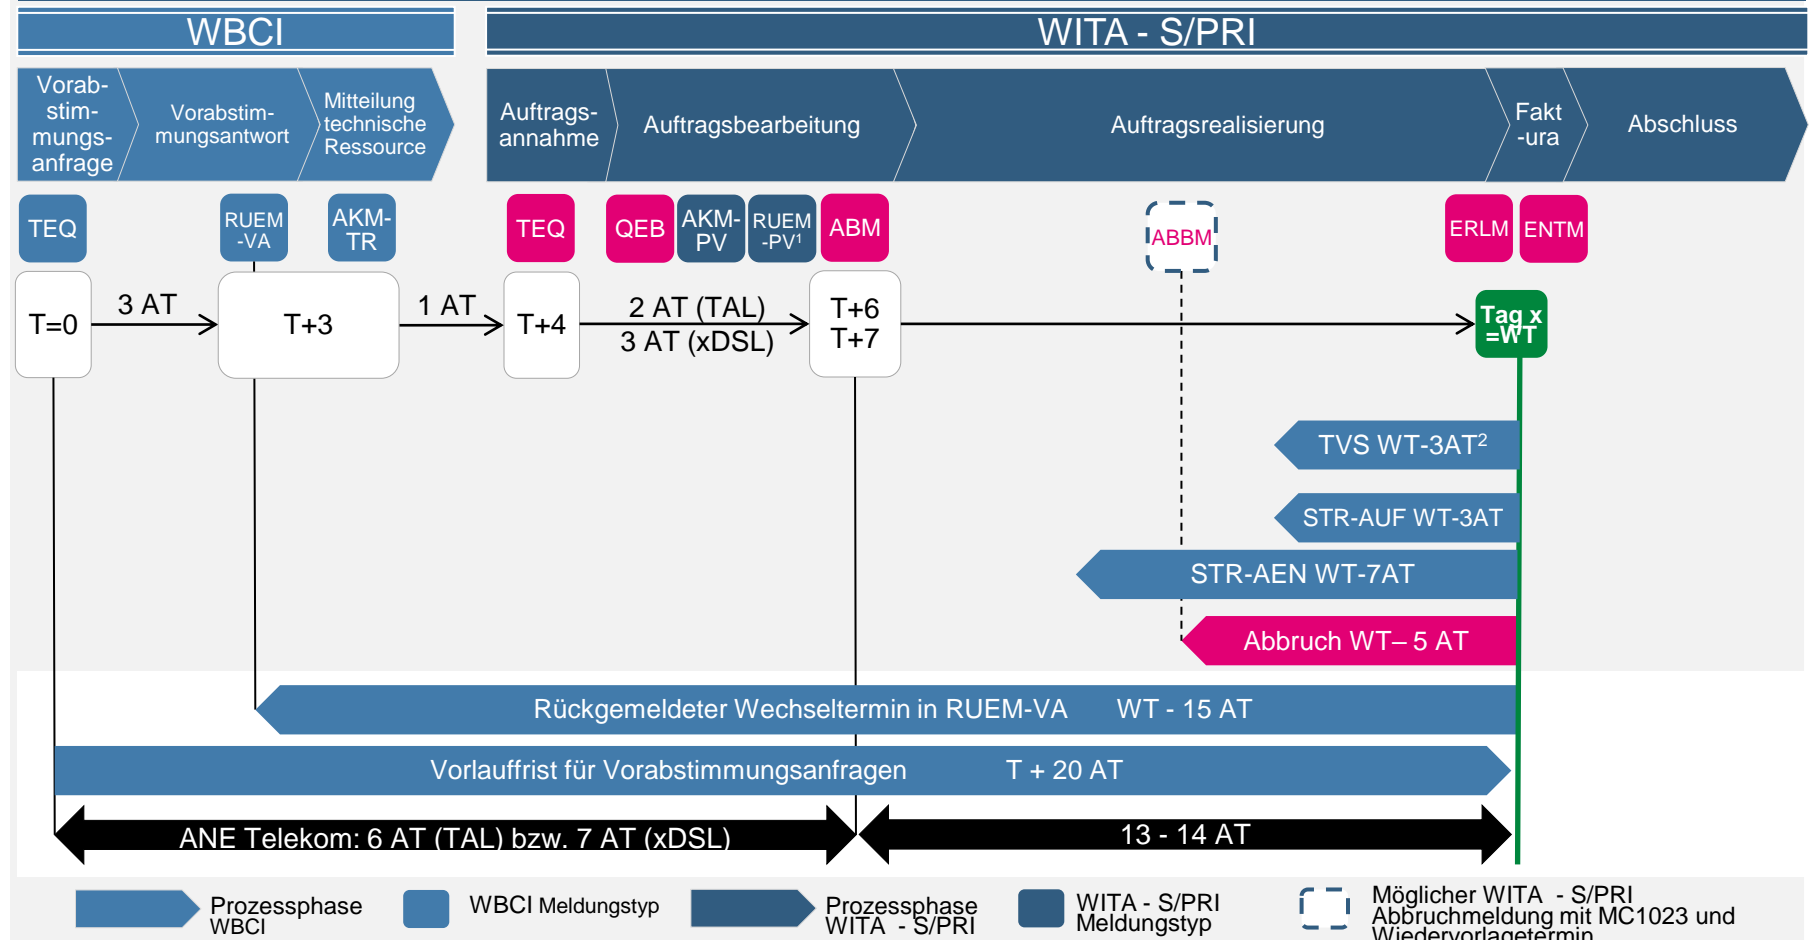 WBCI
WITA - S/PRI
Vorab-
stim-
mungs-
anfrage
Vorabstim-
mungsantwort
Mitteilung
technische
Ressource
Auftrags-
annahme
Auftragsbearbeitung
Auftragsrealisierung
Fakt
-ura
Abschluss
TEQ
RUEM
-VA
AKM-
TR
TEQ
QEB
AKM-
PV
RUEM
-PV¹
ABM
ABBM
ERLM
ENTM
T=0
3 AT
T+3
1 AT
T+4
2 AT (TAL)
3 AT (xDSL)
T+6
T+7
Tag x
=WT
TVS WT-3AT²
STR-AUF WT-3AT
STR-AEN WT-7AT
Abbruch WT– 5 AT
Rückgemeldeter Wechseltermin in RUEM-VA WT - 15 AT
Vorlauffrist für Vorabstimmungsanfragen T + 20 AT
ANE Telekom: 6 AT (TAL) bzw. 7 AT (xDSL)
13 - 14 AT
Prozessphase
WBCI
WBCI Meldungstyp
Prozessphase
WITA - S/PRI
WITA - S/PRI
Meldungstyp
Möglicher WITA - S/PRI
Abbruchmeldung mit MC1023 und
Wiedervorlagetermin